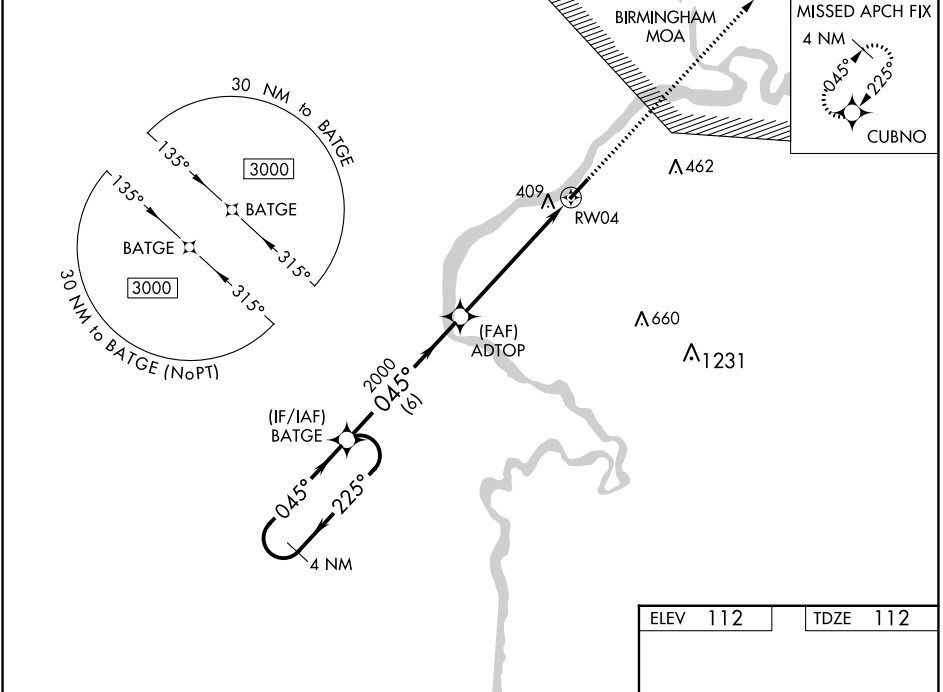 BIRMINGHAM
MOA
MISSED APCH FIX
4 NM
045°
225°
CUBNO
30 NM to BATGE
135°
3000
BATGE
315°
135°
BATGE
3000
315°
30 NM to BATGE (NoPT)
462
409
RW04
660
1231
(FAF)
ADTOP
2000
045°
(6)
(IF/IAF)
BATGE
045°
225°
4 NM
ELEV 112
TDZE 112